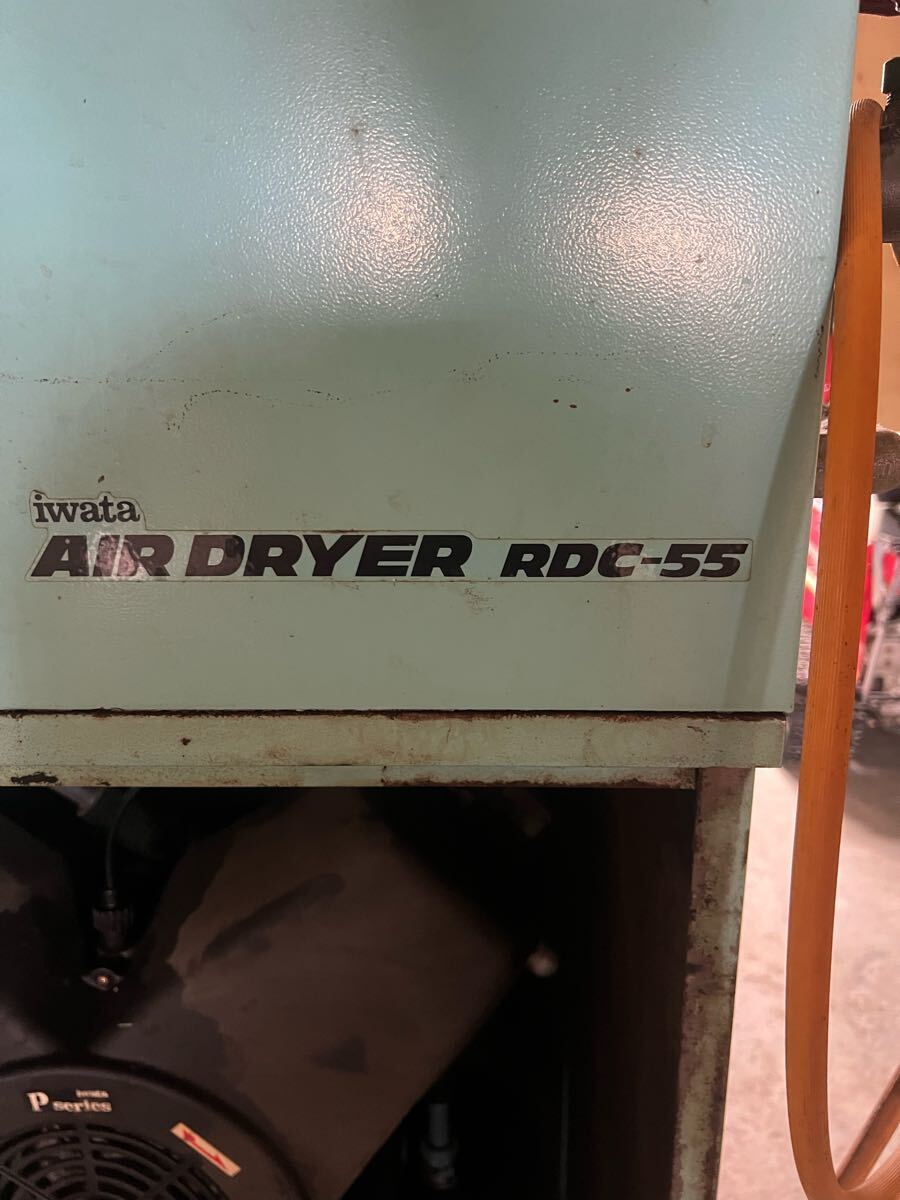 iwata
AIR DRYER RDC-55
iwata
P series